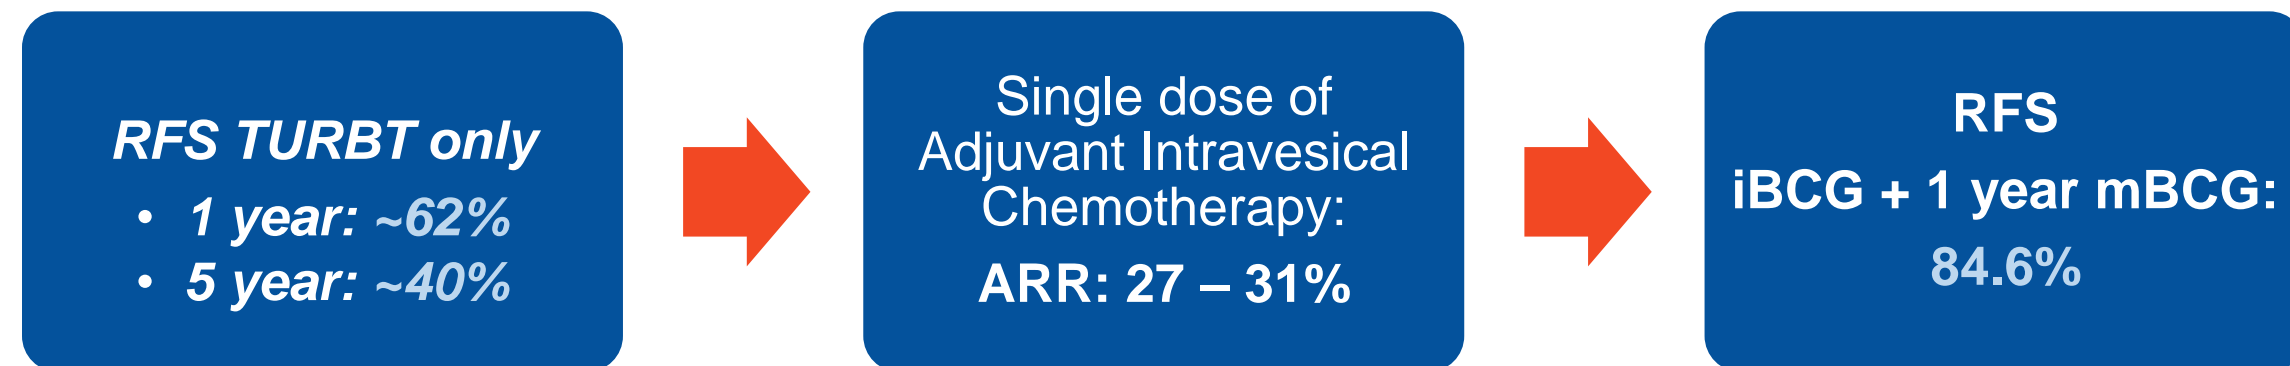 RFS TURBT only
• 1 year: ~62%
• 5 year: ~40%
Single dose of
Adjuvant Intravesical
Chemotherapy:
ARR: 27 – 31%
RFS
iBCG + 1 year mBCG:
84.6%